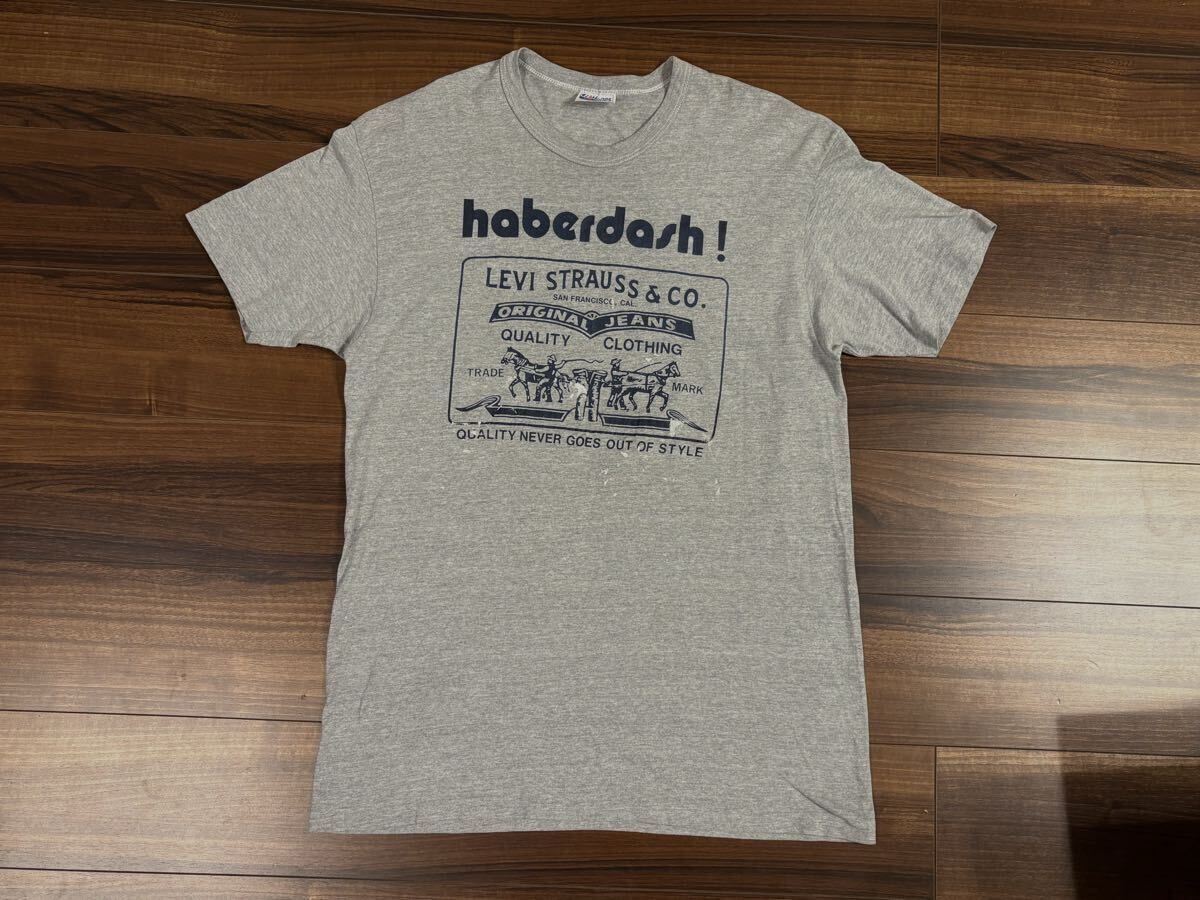 haberdash !
LEVI STRAUSS & CO.
SAN FRANCISCO, CAL.
ORIGINAL JEANS
QUALITY CLOTHING
TRADE MARK
QUALITY NEVER GOES OUT OF STYLE